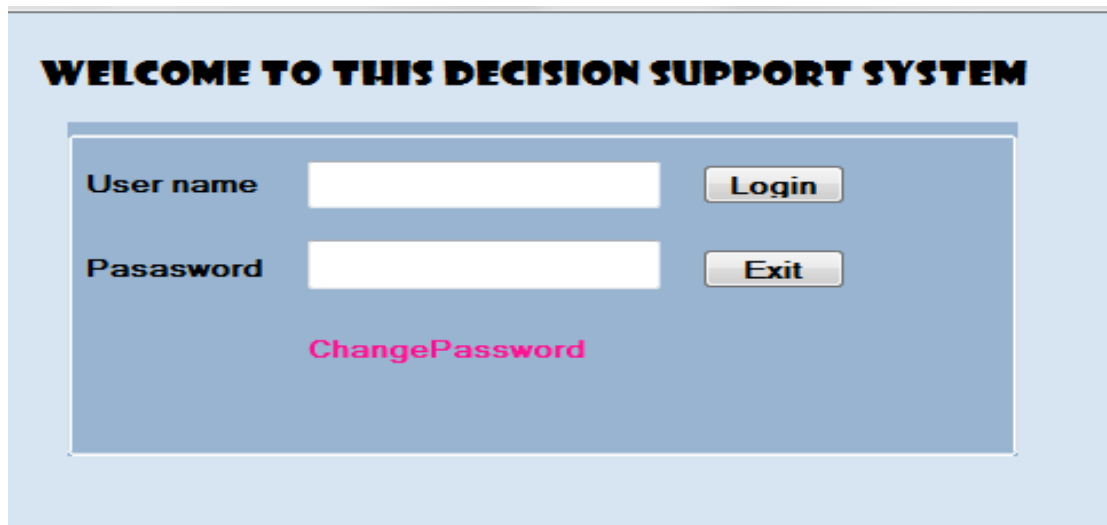 WELCOME TO THIS DECISION SUPPORT SYSTEM
User name
Login
Pasasword
Exit
ChangePassword